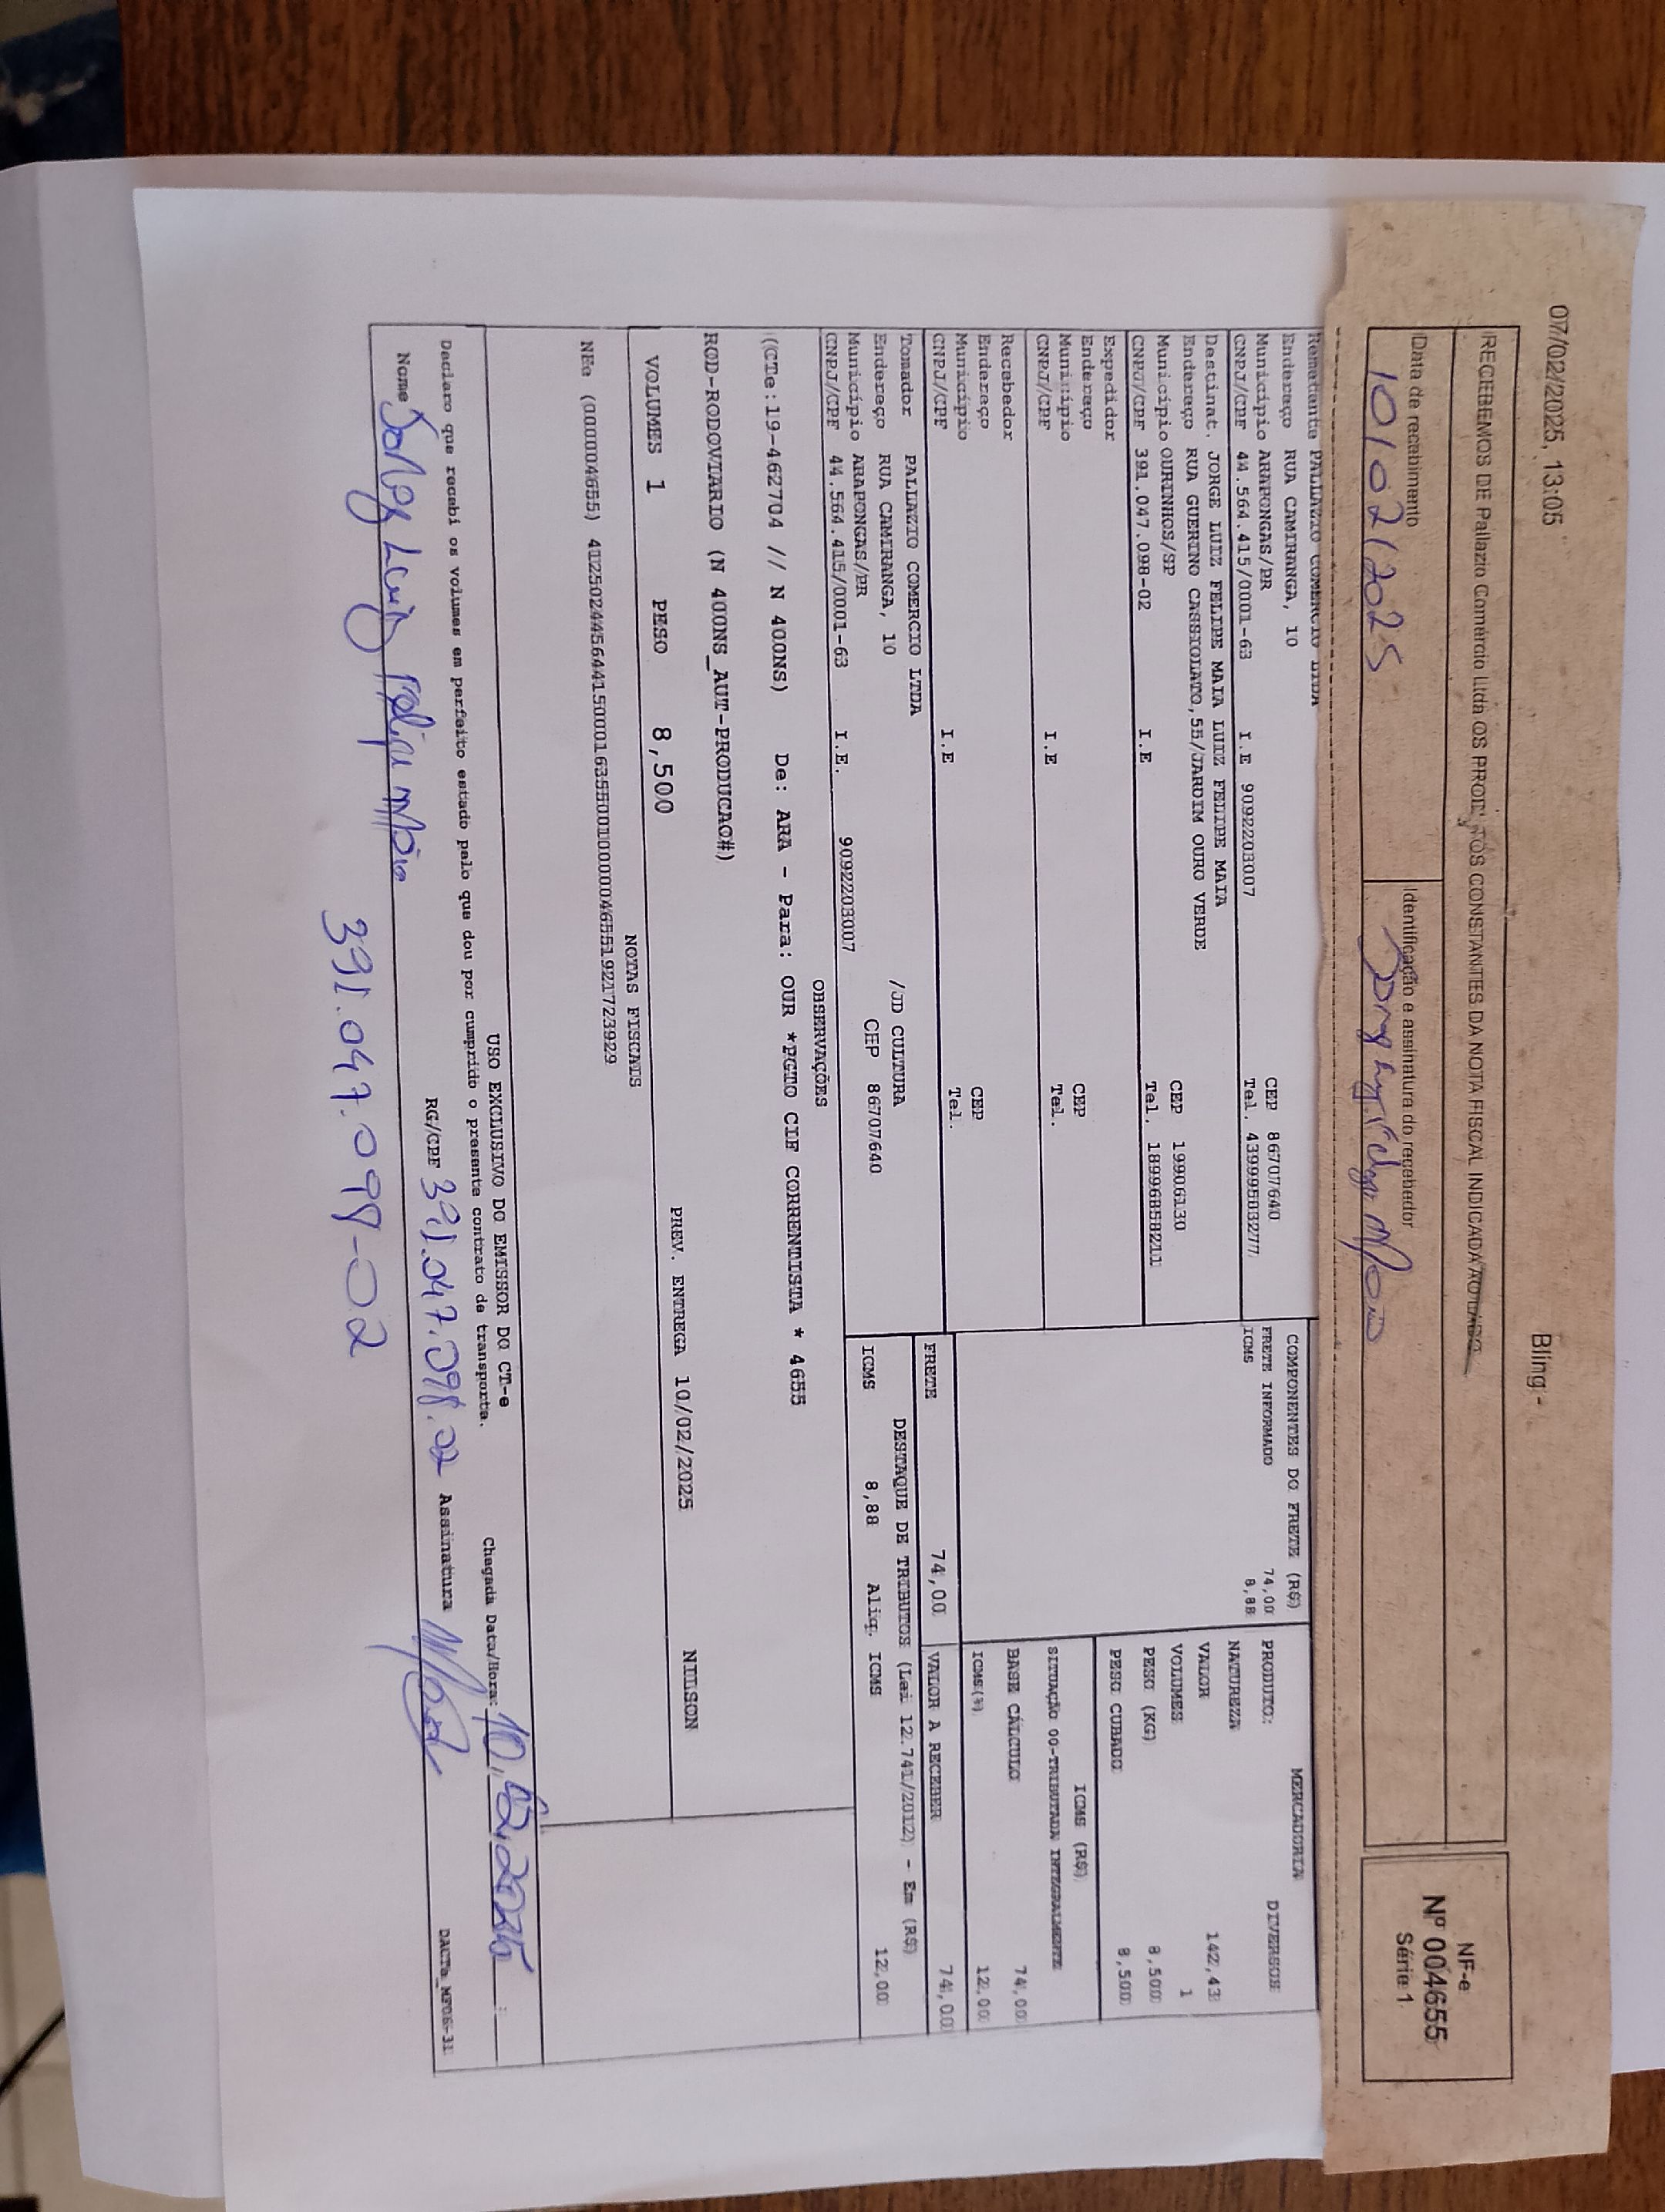 07/02/2025, 13:05 Bling -
RECEBEMOS DE Pallazio Comercio Ltda OS PRODUTOS CONSTANTES DA NOTA FISCAL INDICADA AO LADO
NF-e
Nº 004655
Série 1
Data de recebimento
10/02/2025
Identificação e assinatura do recebedor
Remetente PALLAZIO COMERCIO LTDA
Endereço RUA CAMIRANGA, 10 CEP 86707640
Município ARAPONGAS/PR Tel. 43999583277
CNPJ/CPF 44.564.415/0001-63 I.E 9092203007
Destinat. JORGE LUIZ FELIPE MAIA LUIZ FELIPE MAIA
Endereço RUA GUERINO CASSIOLATO,55/JARDIM OURO VERDE
Município OURINHOS/SP CEP 19906130
CNPJ/CPF 391.047.098-02 I.E Tel. 18996858211
Expedidor
Endereço
Município CEP
CNPJ/CPF I.E Tel.
Recebedor
Endereço
Município CEP
CNPJ/CPF I.E Tel.
Tomador PALLAZIO COMERCIO LTDA
Endereço RUA CAMIRANGA, 10 /JD CULTURA
Município ARAPONGAS/PR CEP 86707640
CNPJ/CPF 44.564.415/0001-63 I.E. 9092203007
COMPONENTES DO FRETE (R$)
FRETE INFORMADO 74,00
ICMS 8,88
MERCADORIA
PRODUTO: DIVERSOS
NATUREZA
VALOR 142,43
VOLUMES 1
PESO (KG) 8,500
PESO CUBADO 8,500
ICMS (R$)
SITUAÇÃO 00-TRIBUTADA INTEGRALMENTE
BASE CÁLCULO 74,00
ICMS(%) 12,00
FRETE 74,00 VALOR A RECEBER 74,00
DESTAQUE DE TRIBUTOS (Lei 12.741/2012) - Em (R$)
ICMS 8,88 Aliq. ICMS 12,00
OBSERVAÇÕES
((CTe:19-462704 // N 400NS) De: ARA - Para: OUR *PGTO CIF CORRENTISTA * 4655
ROD-RODOVIARIO (N 400NS_AUT-PRODUCAO#)
VOLUMES 1 PESO 8,500 PREV. ENTREGA 10/02/2025 NILSON
NOTAS FISCAIS
NFe (000004655) 41250244564415000163550010000046551921723929
USO EXCLUSIVO DO EMISSOR DO CT-e
Declaro que recebi os volumes em perfeito estado pelo que dou por cumprido o presente contrato de transporte.
Chegada Data/Hora: 10.02.2025 :
Nome Jorge Luiz Felipe Maia RG/CPF 391.047.098.02 Assinatura
DACTe_MF06-31
391.047.098-02